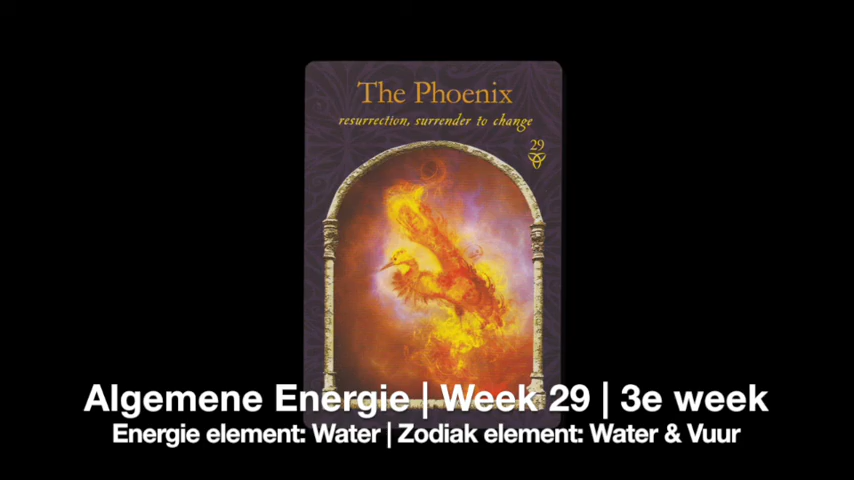 The Phoenix
resurrection, surrender to change
29
Algemene Energie | Week 29 | 3e week
Energie element: Water | Zodiak element: Water & Vuur